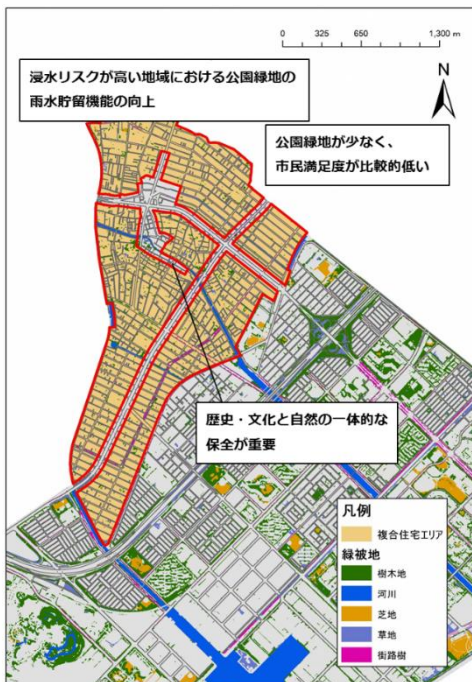 0 325 650 1,300 m
N
浸水リスクが高い地域における公園緑地の
雨水貯留機能の向上
公園緑地が少なく、
市民満足度が比較的低い
歴史・文化と自然の一体的な
保全が重要
凡例
複合住宅エリア
緑被地
樹木地
河川
芝地
草地
街路樹